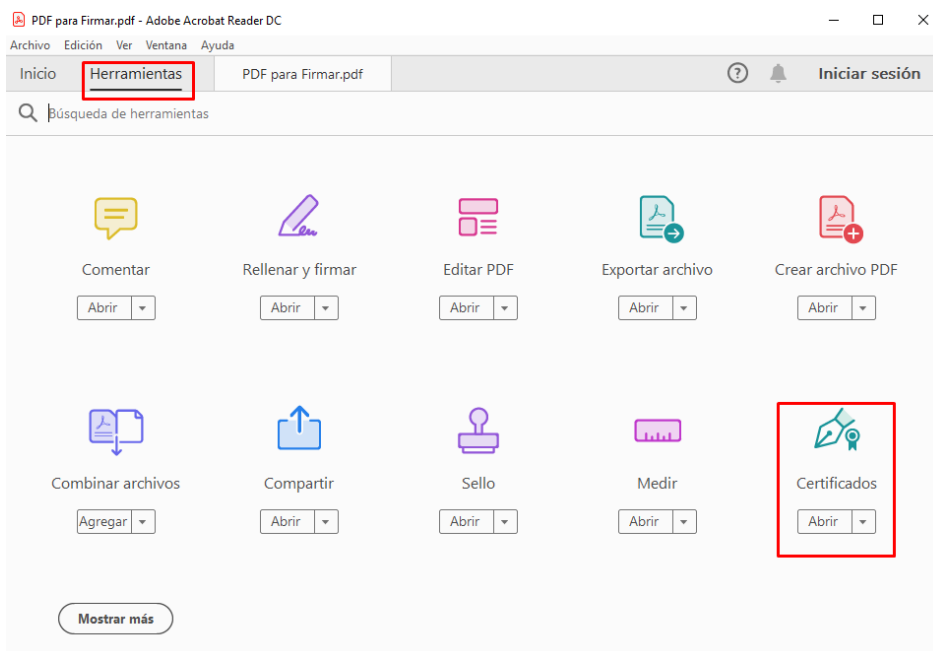 PDF para Firmar.pdf - Adobe Acrobat Reader DC
Archivo Edición Ver Ventana Ayuda
Inicio Herramientas PDF para Firmar.pdf ? Iniciar sesión
Búsqueda de herramientas
Comentar Rellenar y firmar Editar PDF Exportar archivo Crear archivo PDF
Abrir Abrir Abrir Abrir Abrir
Combinar archivos Compartir Sello Medir Certificados
Agregar Abrir Abrir Abrir Abrir
Mostrar más